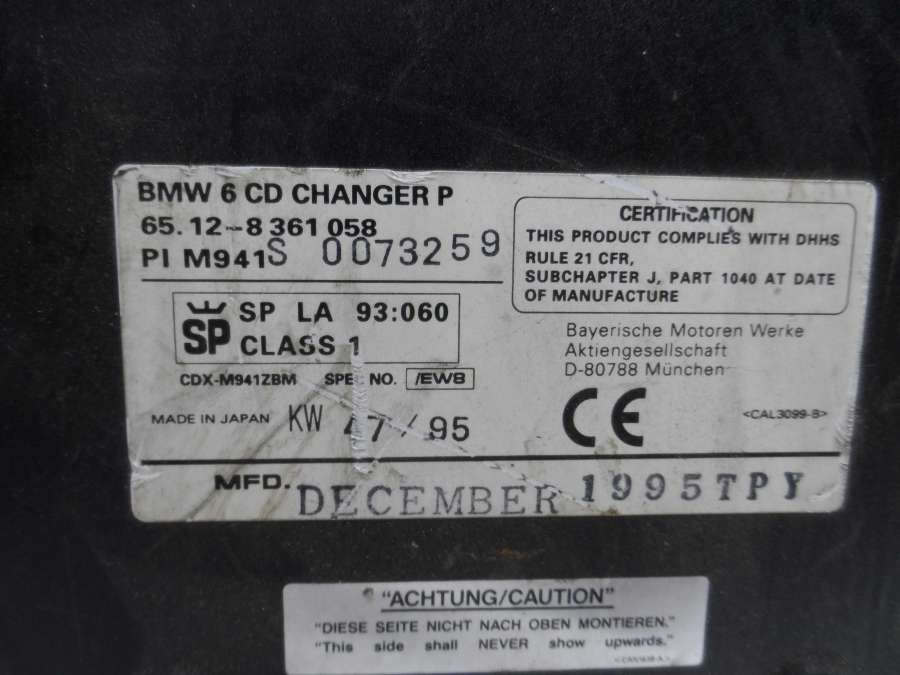 BMW 6 CD CHANGER P
65.12-8 361 058
PI M941S 0073259
CERTIFICATION
THIS PRODUCT COMPLIES WITH DHHS
RULE 21 CFR,
SUBCHAPTER J, PART 1040 AT DATE
OF MANUFACTURE
SP SP LA 93:060
CLASS 1
CDX-M941ZBM SPEC NO. /EW8
MADE IN JAPAN KW 47/95
Bayerische Motoren Werke
Aktiengesellschaft
D-80788 München
CE
<CAL3099-B>
MFD. DECEMBER 1995TPY
"ACHTUNG/CAUTION"
"DIESE SEITE NICHT NACH OBEN MONTIEREN."
"This side shall NEVER show upwards."